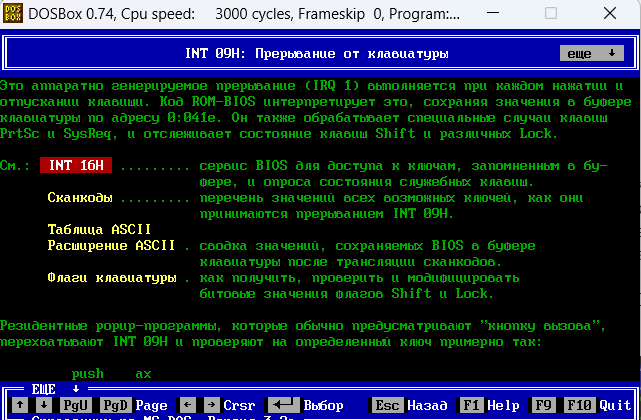 DOSBox 0.74, Cpu speed: 3000 cycles, Frameskip 0, Program:...
INT 09H: Прерывание от клавиатуры
еще ↓
Это аппаратно генерируемое прерывание (IRQ 1) выполняется при каждом нажатии и
отпускании клавиши. Код ROM-BIOS интерпретирует это, сохраняя значения в буфере
клавиатуры по адресу 0:041e. Он также обрабатывает специальные случаи клавиш
PrtSc и SysReq, и отслеживает состояние клавиш Shift и различных Lock.
См.: INT 16H ......... сервис BIOS для доступа к ключам, запомненным в бу-
фере, и опроса состояния служебных клавиш.
Сканкоды ......... перечень значений всех возможных ключей, как они
принимаются прерыванием INT 09H.
Таблица ASCII
Расширение ASCII . сводка значений, сохраняемых BIOS в буфере
клавиатуры после трансляции сканкодов.
Флаги клавиатуры . как получить, проверить и модифицировать
битовые значения флагов Shift и Lock.
Резидентные popup-программы, которые обычно предусматривают "кнопку вызова",
перехватывают INT 09H и проверяют на определенный ключ примерно так:
push ax
ЕЩЕ ↓
↑ ↓ PgU PgD Page ← → Crsr ←┘ Выбор Esc Назад F1 Help F9 F10 Quit